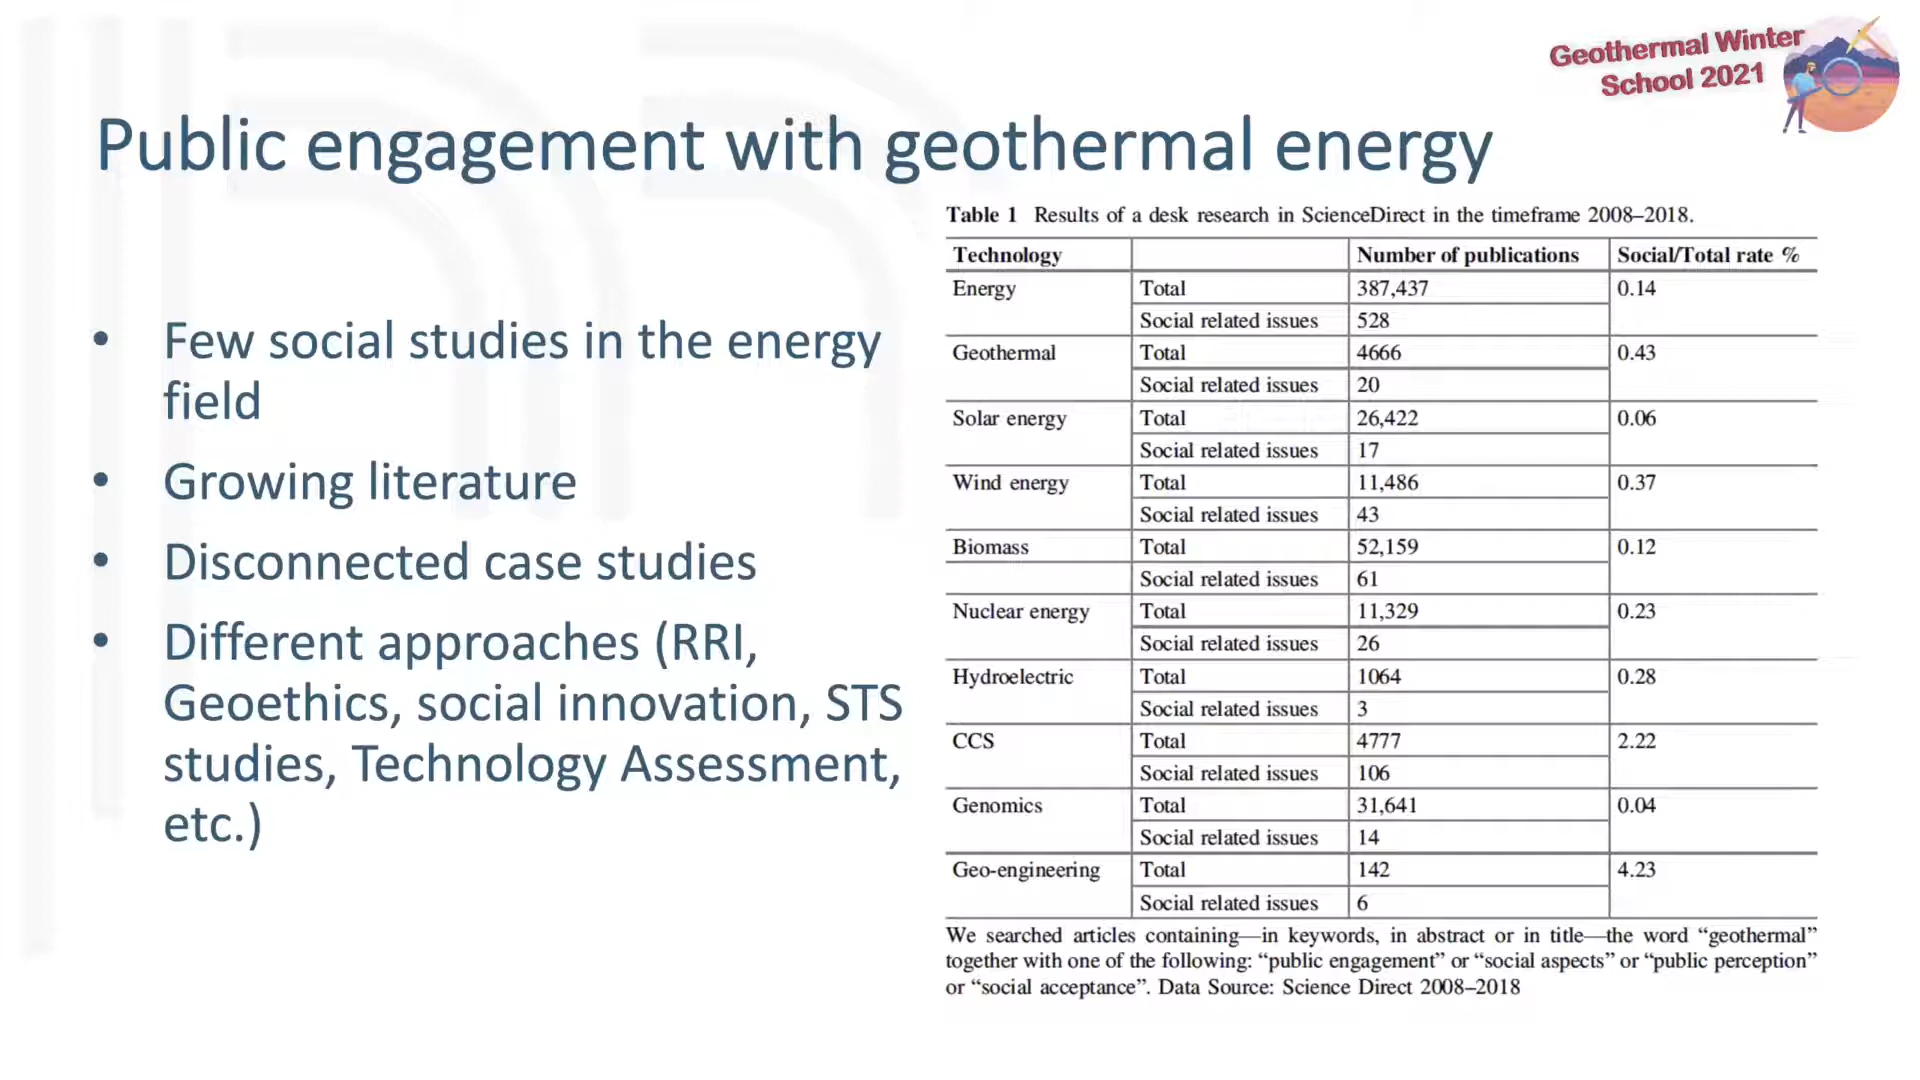 Geothermal Winter
School 2021
Public engagement with geothermal energy
• Few social studies in the energy
field
• Growing literature
• Disconnected case studies
• Different approaches (RRI,
Geoethics, social innovation, STS
studies, Technology Assessment,
etc.)
Table 1 Results of a desk research in ScienceDirect in the timeframe 2008–2018.
Technology Number of publications Social/Total rate %
Energy Total 387,437 0.14
Social related issues 528
Geothermal Total 4666 0.43
Social related issues 20
Solar energy Total 26,422 0.06
Social related issues 17
Wind energy Total 11,486 0.37
Social related issues 43
Biomass Total 52,159 0.12
Social related issues 61
Nuclear energy Total 11,329 0.23
Social related issues 26
Hydroelectric Total 1064 0.28
Social related issues 3
CCS Total 4777 2.22
Social related issues 106
Genomics Total 31,641 0.04
Social related issues 14
Geo-engineering Total 142 4.23
Social related issues 6
We searched articles containing—in keywords, in abstract or in title—the word “geothermal”
together with one of the following: “public engagement” or “social aspects” or “public perception”
or “social acceptance”. Data Source: Science Direct 2008–2018